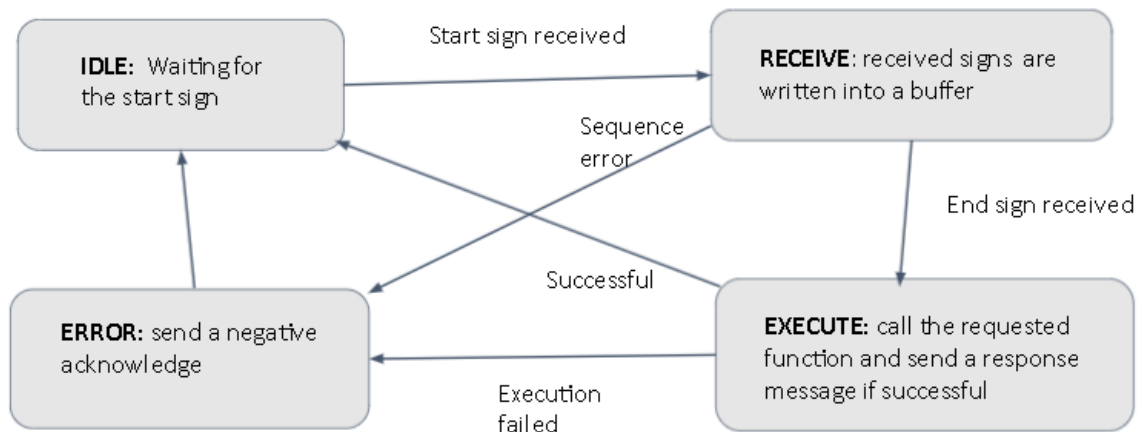 IDLE: Waiting for
the start sign
Start sign received
RECEIVE: received signs are
written into a buffer
Sequence
error
End sign received
Successful
ERROR: send a negative
acknowledge
EXECUTE: call the requested
function and send a response
message if successful
Execution
failed